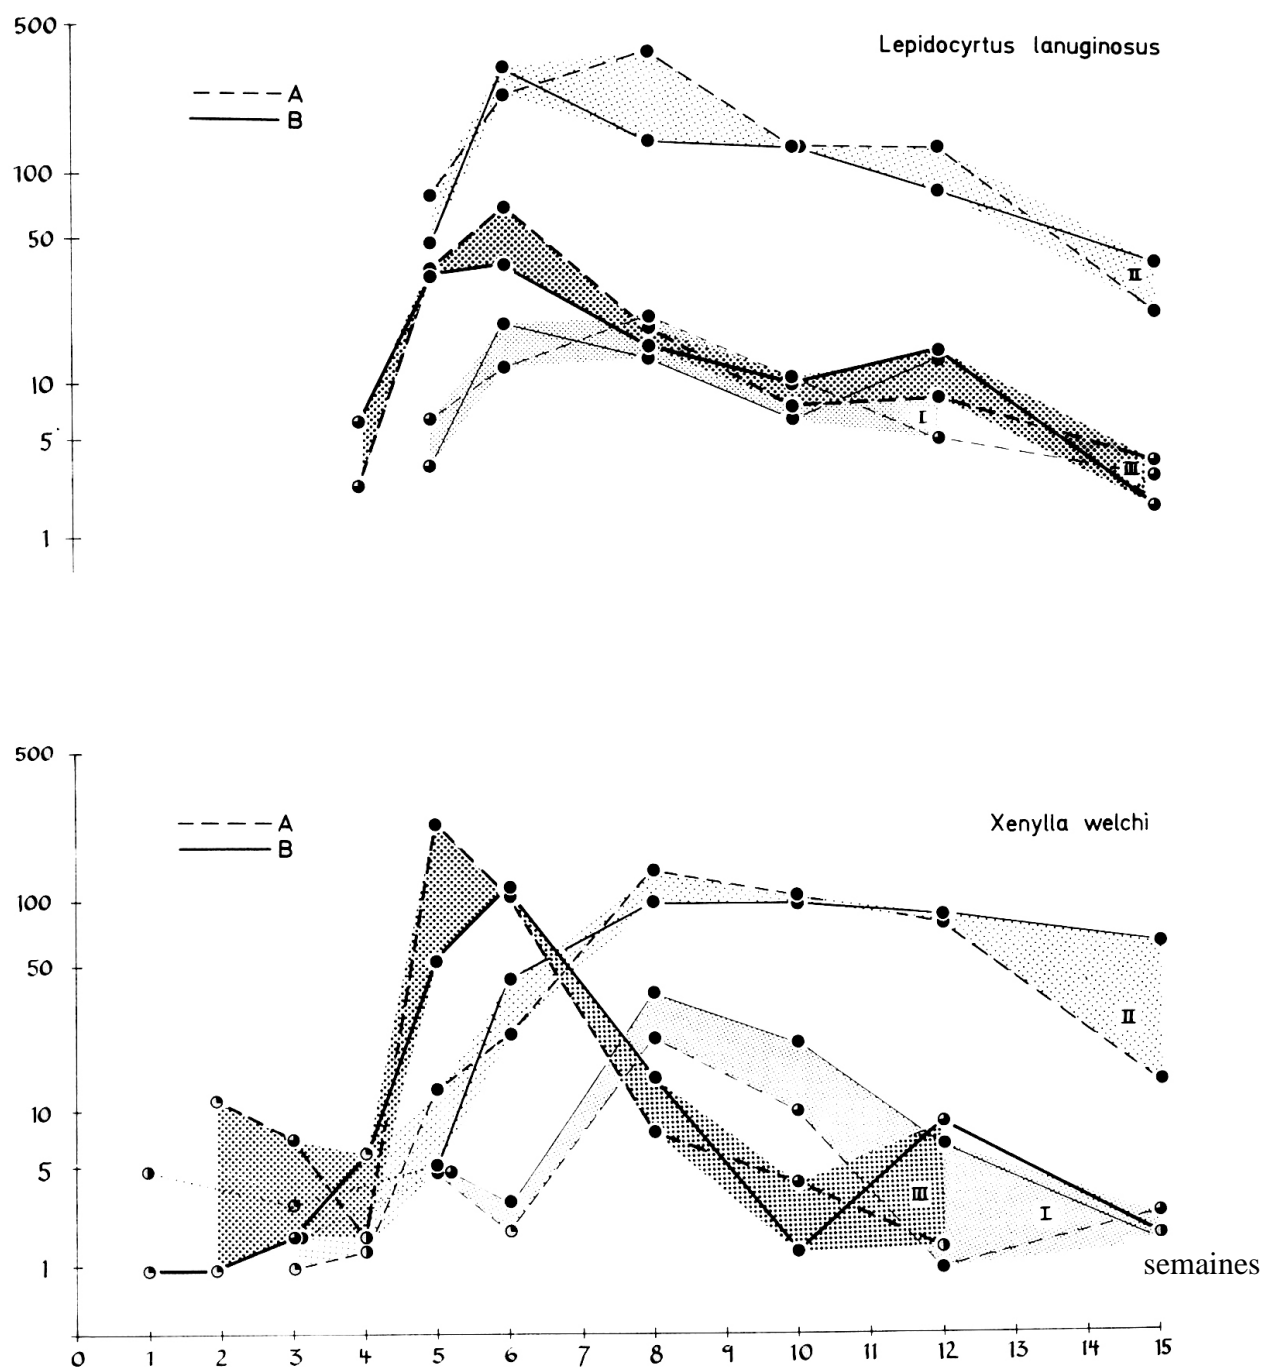 500
Lepidocyrtus lanuginosus
A
B
100
50
II
10
I
5
III
1
500
A
Xenylla welchi
B
100
50
II
10
5
III
I
1
semaines
0 1 2 3 4 5 6 7 8 9 10 11 12 13 14 15